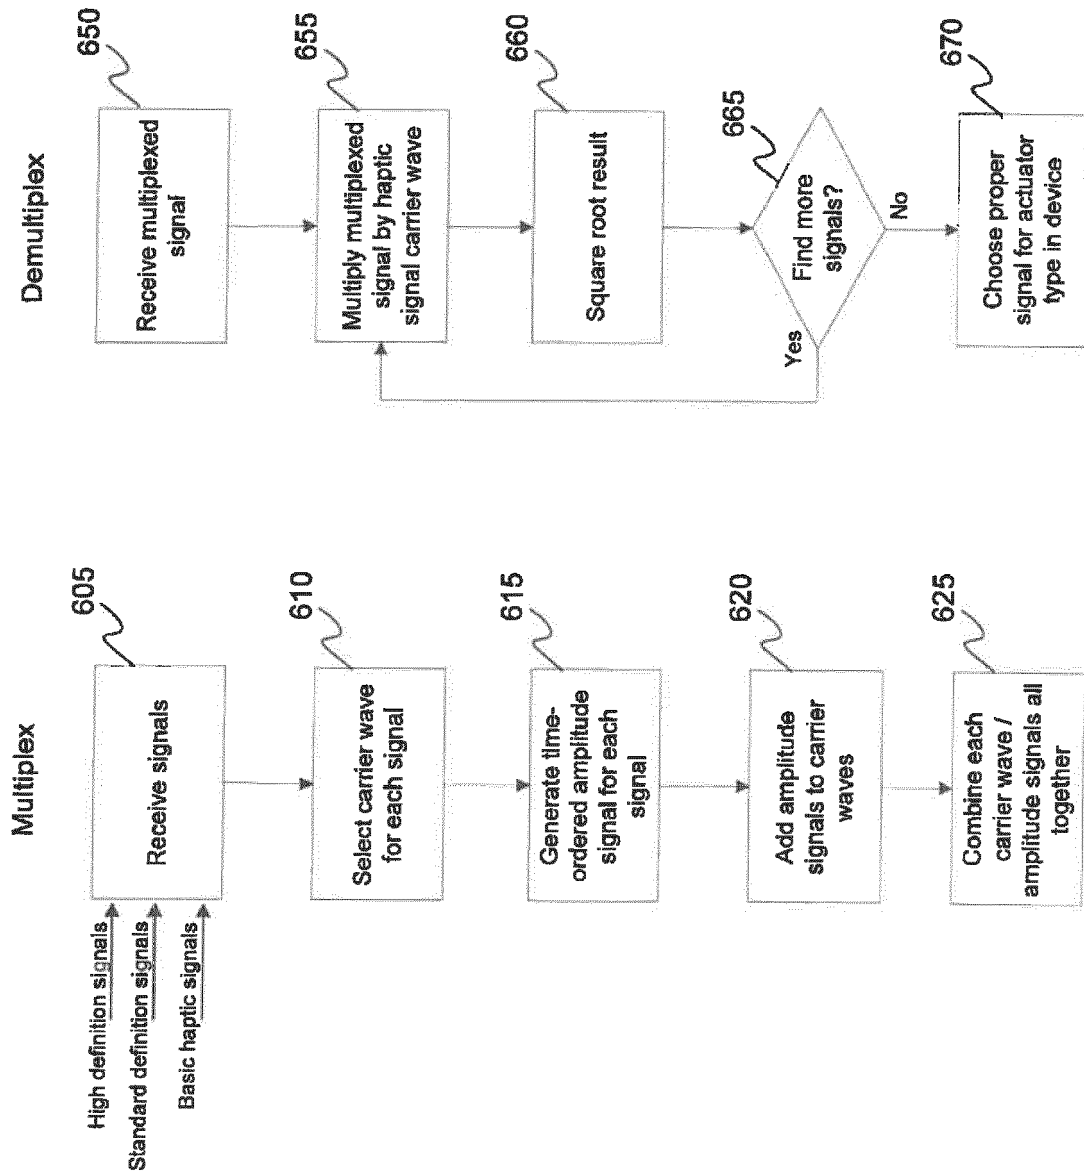 Multiplex
605
High definition signals
Standard definition signals
Basic haptic signals
Receive signals
610
Select carrier wave
for each signal
615
Generate time-
ordered amplitude
signal for each
signal
620
Add amplitude
signals to carrier
waves
625
Combine each
carrier wave /
amplitude signals all
together
Demultiplex
650
Receive multiplexed
signal
655
Multiply multiplexed
signal by haptic
signal carrier wave
660
Square root result
665
Find more
signals?
Yes
No
670
Choose proper
signal for actuator
type in device